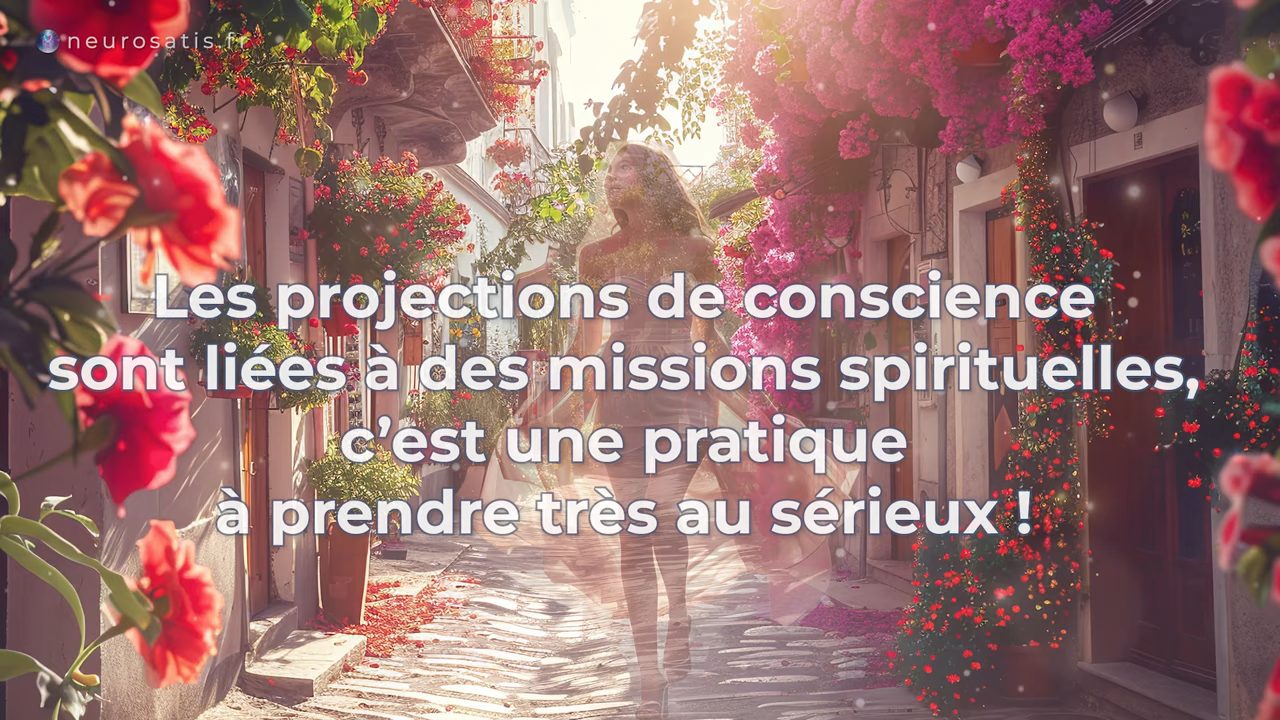 neurosatis.fr
Les projections de conscience
sont liées à des missions spirituelles,
c’est une pratique
à prendre très au sérieux !